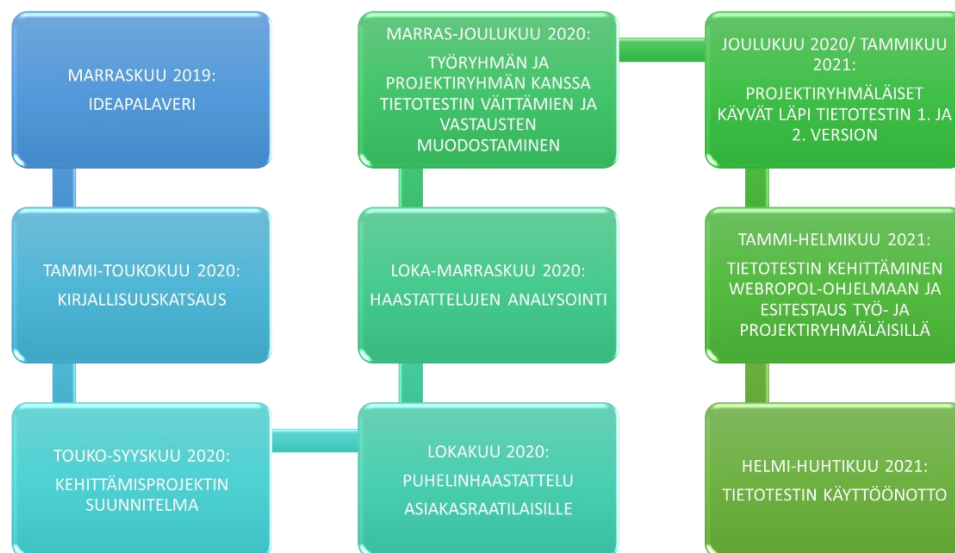 MARRASKUU 2019:
IDEAPALAVERI
TAMMI-TOUKOKUU 2020:
KIRJALLISUUSKATSAUS
TOUKO-SYYSKUU 2020:
KEHITTÄMISPROJEKTIN
SUUNNITELMA
LOKAKUU 2020:
PUHELINHAASTATTELU
ASIAKASRAATILAISILLE
LOKA-MARRASKUU 2020:
HAASTATTELUJEN ANALYSOINTI
MARRAS-JOULUKUU 2020:
TYÖRYHMÄN JA
PROJEKTIRYHMÄN KANSSA
TIETOTESTIN VÄITTÄMIEN JA
VASTAUSTEN
MUODOSTAMINEN
JOULUKUU 2020/ TAMMIKUU
2021:
PROJEKTIRYHMÄLÄISET
KÄYVÄT LÄPI TIETOTESTIN 1. JA
2. VERSION
TAMMI-HELMIKUU 2021:
TIETOTESTIN KEHITTÄMINEN
WEBROPOL-OHJELMAAN JA
ESITESTAUS TYÖ- JA
PROJEKTIRYHMÄLÄISILLÄ
HELMI-HUHTIKUU 2021:
TIETOTESTIN KÄYTTÖÖNOTTO